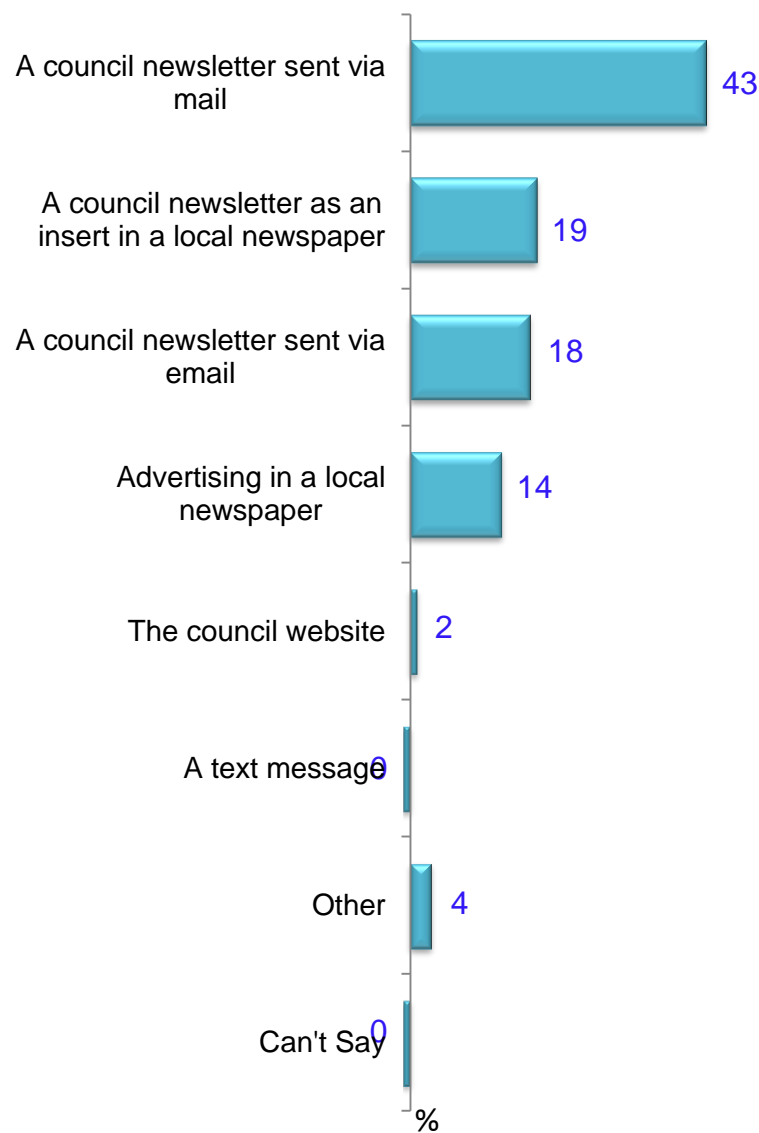 A council newsletter sent via
mail
43
A council newsletter as an
insert in a local newspaper
19
A council newsletter sent via
email
18
Advertising in a local
newspaper
14
The council website
2
A text message
0
Other
4
Can't Say
0
%